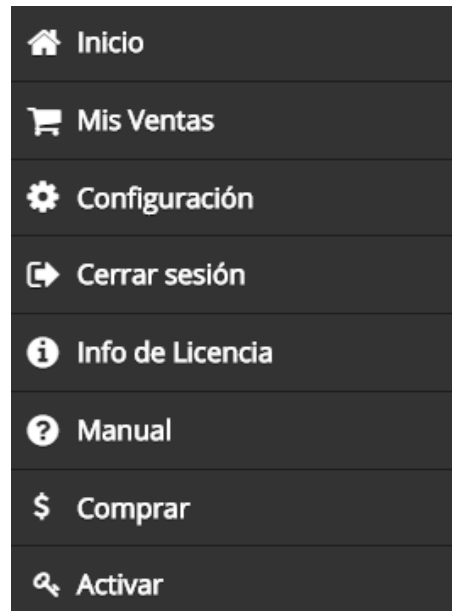 Inicio
Mis Ventas
Configuración
Cerrar sesión
Info de Licencia
Manual
$ Comprar
Activar